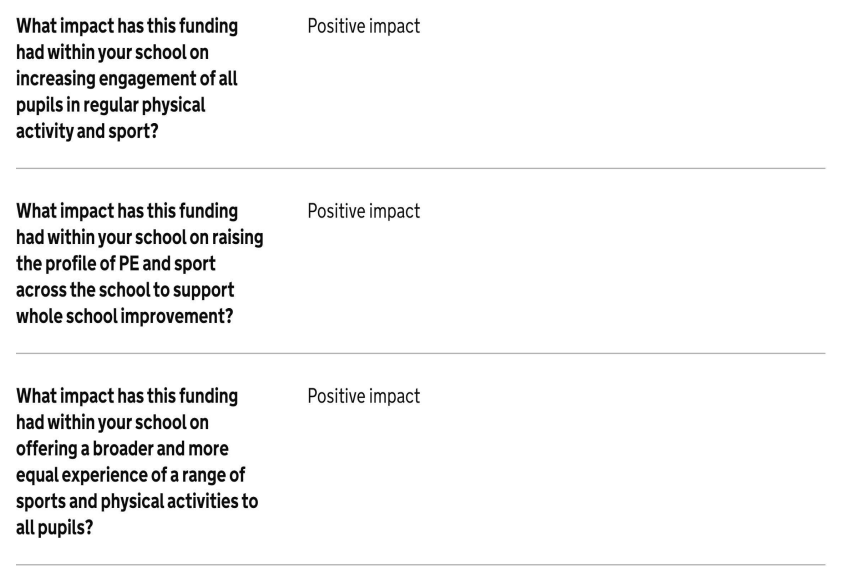 What impact has this funding
Positive impact
had within your school on
increasing engagement of all
pupils in regular physical
activity and sport?
What impact has this funding
Positive impact
had within your school on raising
the profile of PE and sport
across the school to support
whole school improvement?
What impact has this funding
Positive impact
had within your school on
offering a broader and more
equal experience of a range of
sports and physical activities to
all pupils?